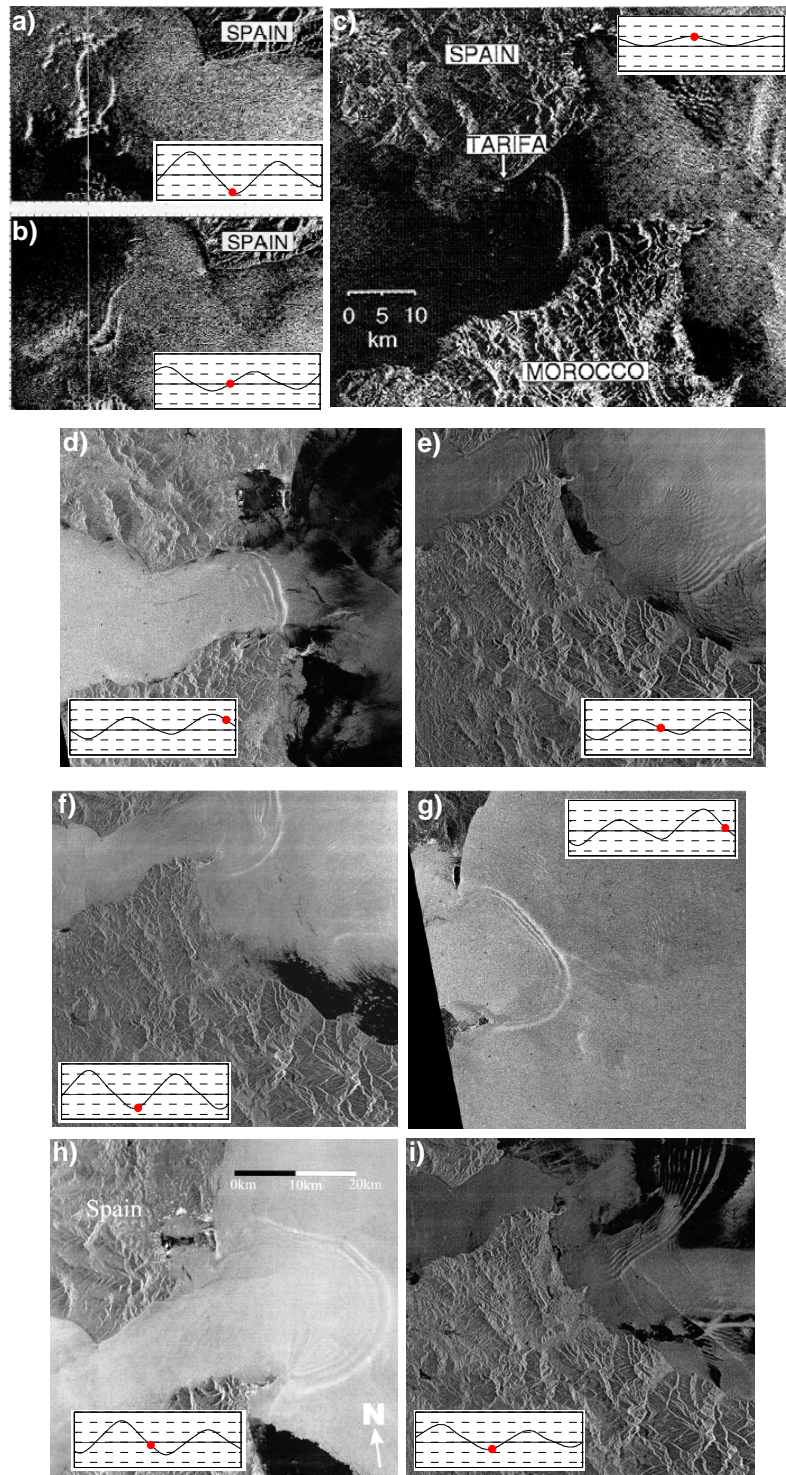 a)
SPAIN
b)
SPAIN
c)
SPAIN
TARIFA
0 5 10
km
MOROCCO
d)
e)
f)
g)
h)
0km 10km 20km
Spain
N
i)